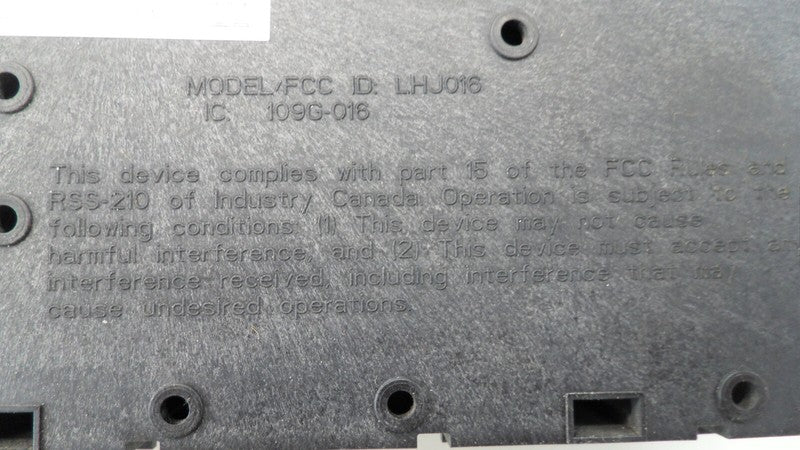 MODEL/FCC ID: LHJ016
IC: 109G-016
This device complies with part 15 of the FCC Rules and
RSS-210 of Industry Canada. Operation is subject to the
following conditions: (1) This device may not cause
harmful interference, and (2) This device must accept any
interference received, including interference that may
cause undesired operations.